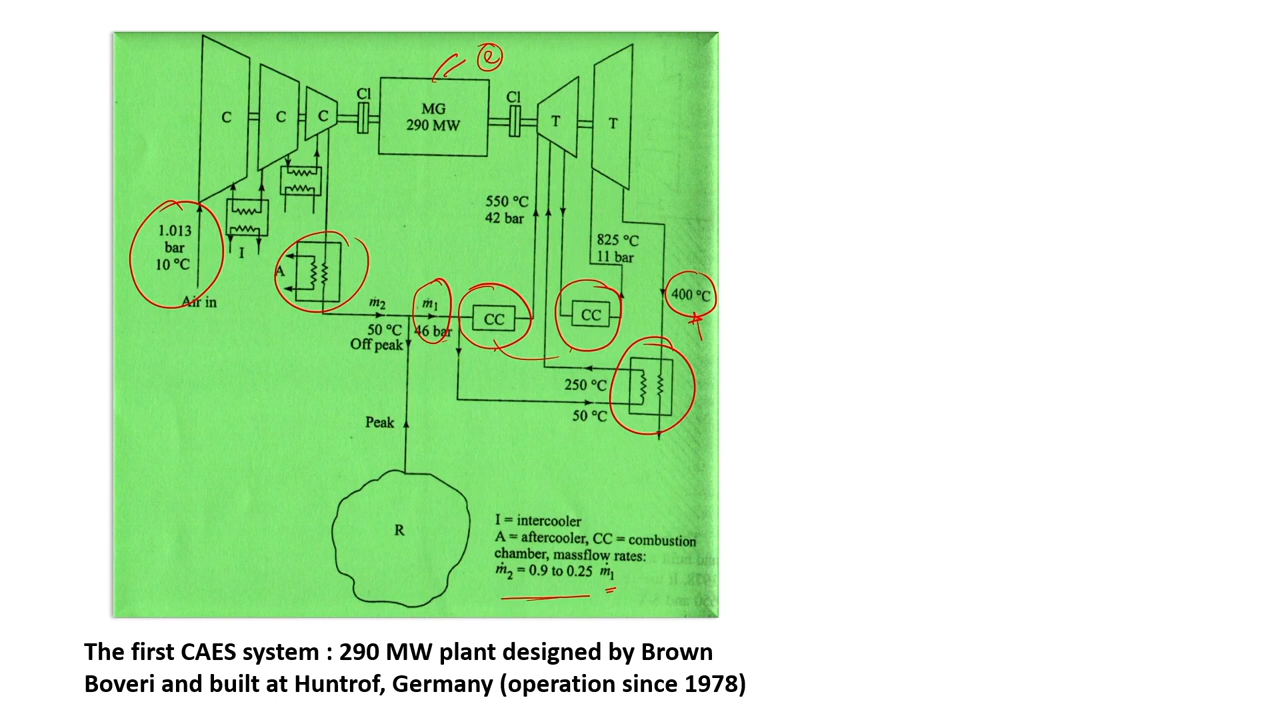 Cl
MG
290 MW
Cl
C
C
C
T
T
550 °C
42 bar
1.013
bar
10 °C
I
825 °C
11 bar
A
400 °C
Air in
ṁ2
ṁ1
CC
CC
50 °C
46 bar
Off peak
250 °C
50 °C
Peak
R
I = intercooler
A = aftercooler, CC = combustion
chamber, massflow rates:
ṁ2 = 0.9 to 0.25 ṁ1
The first CAES system : 290 MW plant designed by Brown
Boveri and built at Huntrof, Germany (operation since 1978)